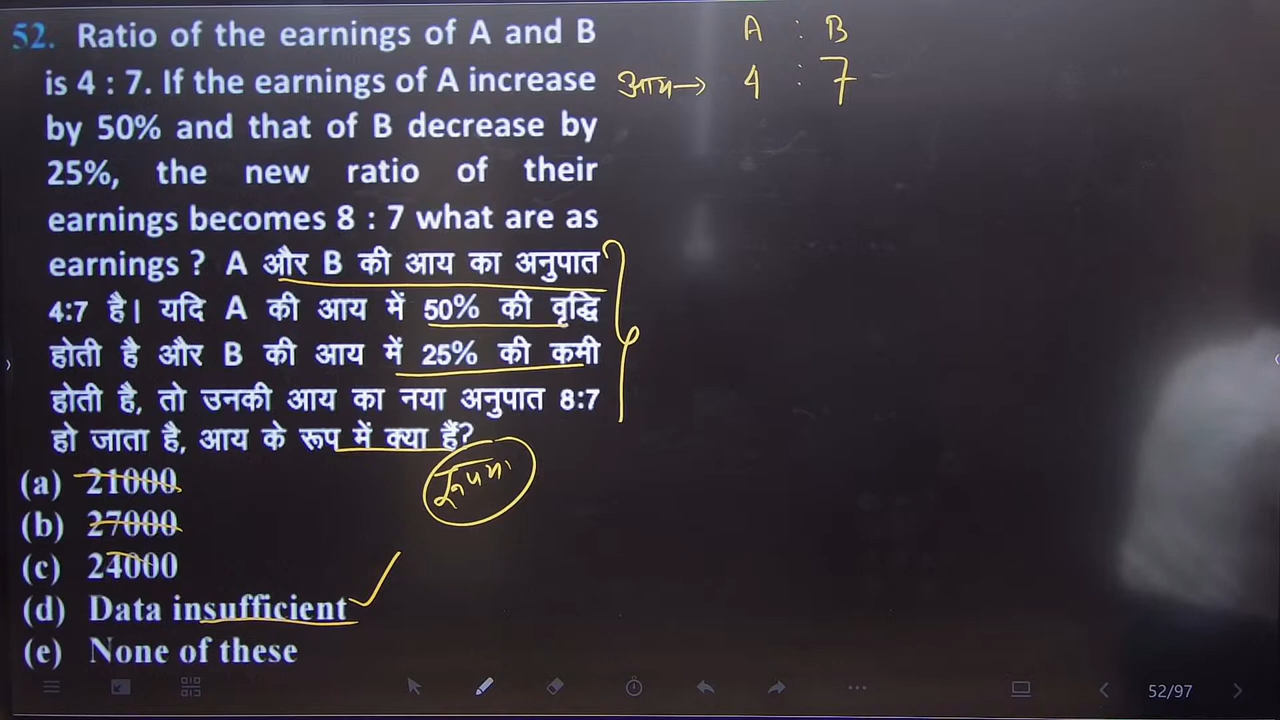 52. Ratio of the earnings of A and B
is 4 : 7. If the earnings of A increase
by 50% and that of B decrease by
25%, the new ratio of their
earnings becomes 8 : 7 what are as
earnings ? A और B की आय का अनुपात
4:7 है। यदि A की आय में 50% की वृद्धि
होती है और B की आय में 25% की कमी
होती है, तो उनकी आय का नया अनुपात 8:7
हो जाता है, आय के रूप में क्या हैं?
(a) 21000
(b) 27000
(c) 24000
(d) Data insufficient
(e) None of these
A : B
आय→ 4 : 7
52/97